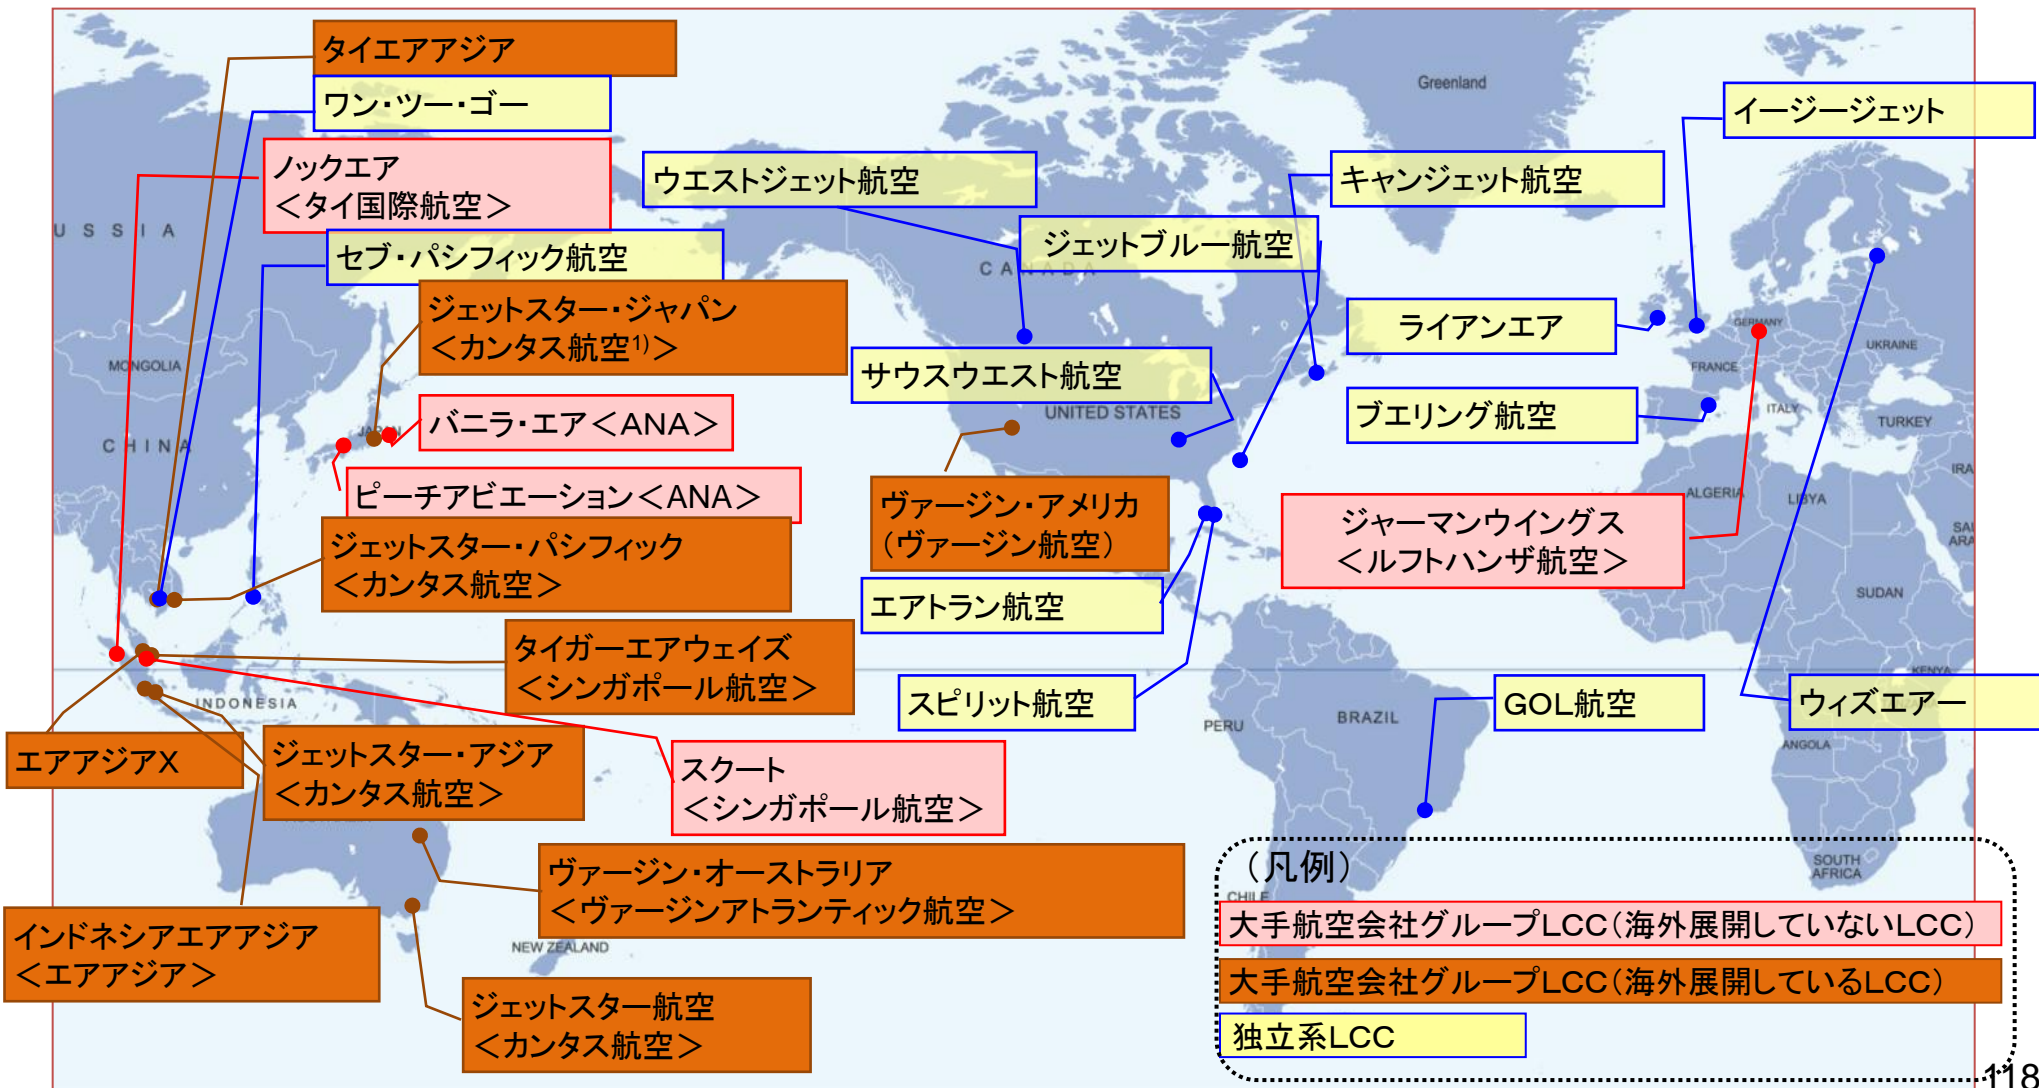 タイエアアジア
ワン・ツー・ゴー
ノックエア
＜タイ国際航空＞
セブ・パシフィック航空
ジェットスター・ジャパン
＜カンタス航空1)＞
バニラ・エア＜ANA＞
ピーチアビエーション＜ANA＞
ジェットスター・パシフィック
＜カンタス航空＞
タイガーエアウェイズ
＜シンガポール航空＞
エアアジアX
ジェットスター・アジア
＜カンタス航空＞
スクート
＜シンガポール航空＞
インドネシアエアアジア
＜エアアジア＞
ヴァージン・オーストラリア
＜ヴァージンアトランティック航空＞
ジェットスター航空
＜カンタス航空＞
ウエストジェット航空
ジェットブルー航空
キャンジェット航空
サウスウエスト航空
ヴァージン・アメリカ
（ヴァージン航空）
エアトラン航空
スピリット航空
GOL航空
イージージェット
ライアンエア
ブエリング航空
ジャーマンウイングス
＜ルフトハンザ航空＞
ウィズエアー
（凡例）
大手航空会社グループLCC（海外展開していないLCC）
大手航空会社グループLCC（海外展開しているLCC）
独立系LCC
118
Greenland
USSIA
MONGOLIA
CHINA
INDONESIA
NEW ZEALAND
CANADA
UNITED STATES
PERU
BRAZIL
CHILE
GERMANY
FRANCE
ITALY
UKRAINE
TURKEY
ALGERIA
LIBYA
SUDAN
KENYA
ANGOLA
SOUTH
AFRICA